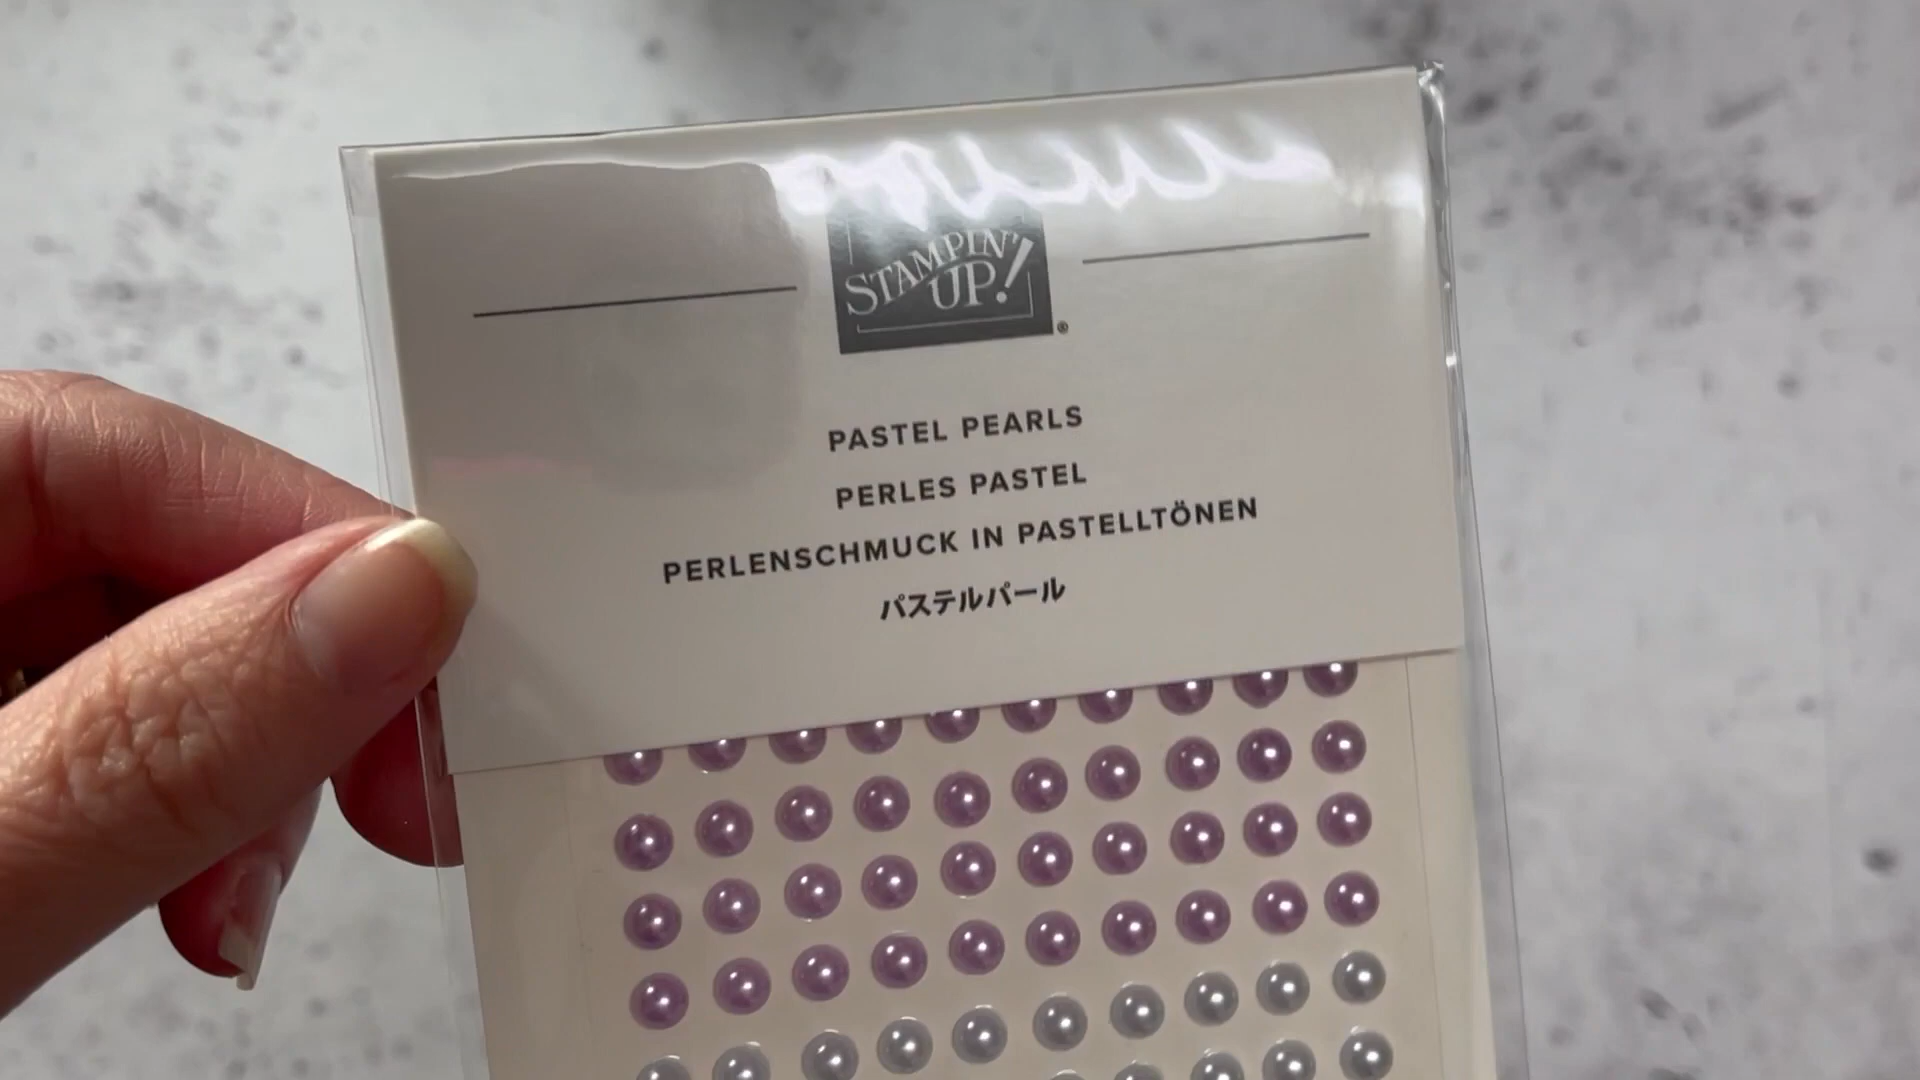 STAMPIN'
UP!
®
PASTEL PEARLS
PERLES PASTEL
PERLENSCHMUCK IN PASTELLTÖNEN
パステルパール